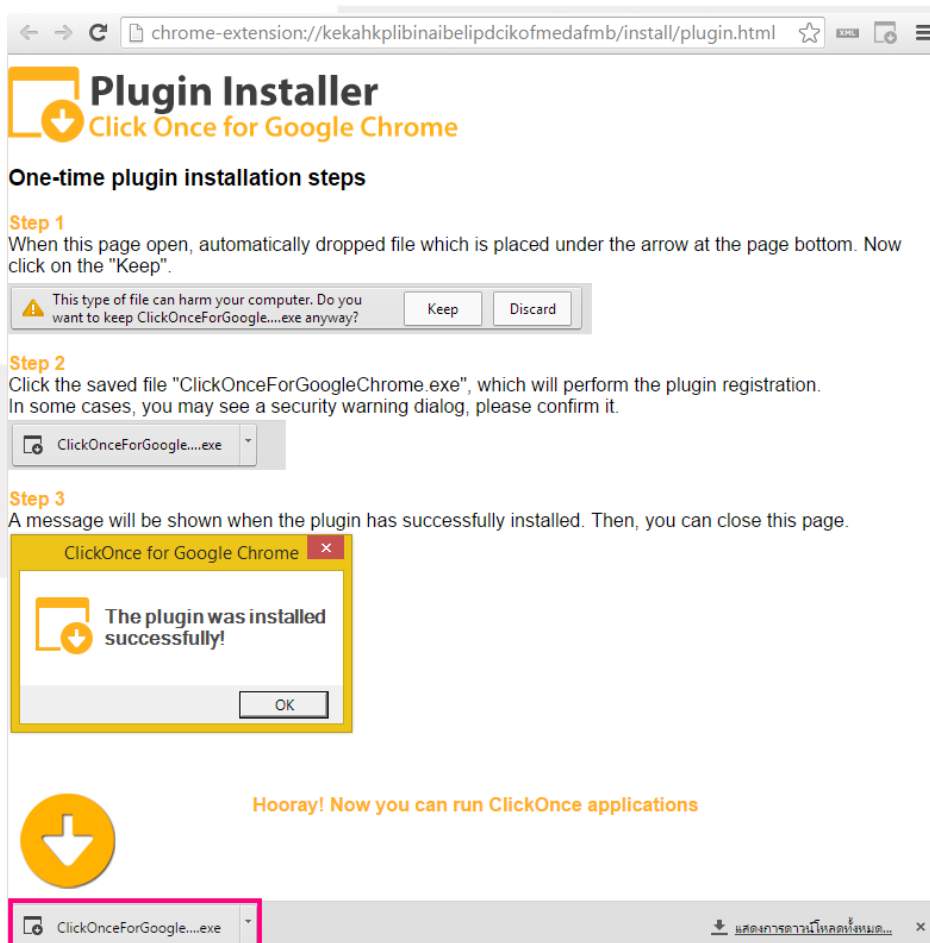 chrome-extension://kekahkplibinaibelipdcikofmedafmb/install/plugin.html
XML
Plugin Installer
Click Once for Google Chrome
One-time plugin installation steps
Step 1
When this page open, automatically dropped file which is placed under the arrow at the page bottom. Now
click on the "Keep".
This type of file can harm your computer. Do you
want to keep ClickOnceForGoogle....exe anyway?
Keep
Discard
Step 2
Click the saved file "ClickOnceForGoogleChrome.exe", which will perform the plugin registration.
In some cases, you may see a security warning dialog, please confirm it.
ClickOnceForGoogle....exe
Step 3
A message will be shown when the plugin has successfully installed. Then, you can close this page.
ClickOnce for Google Chrome
The plugin was installed
successfully!
OK
Hooray! Now you can run ClickOnce applications
ClickOnceForGoogle....exe
แสดงการดาวน์โหลดทั้งหมด...